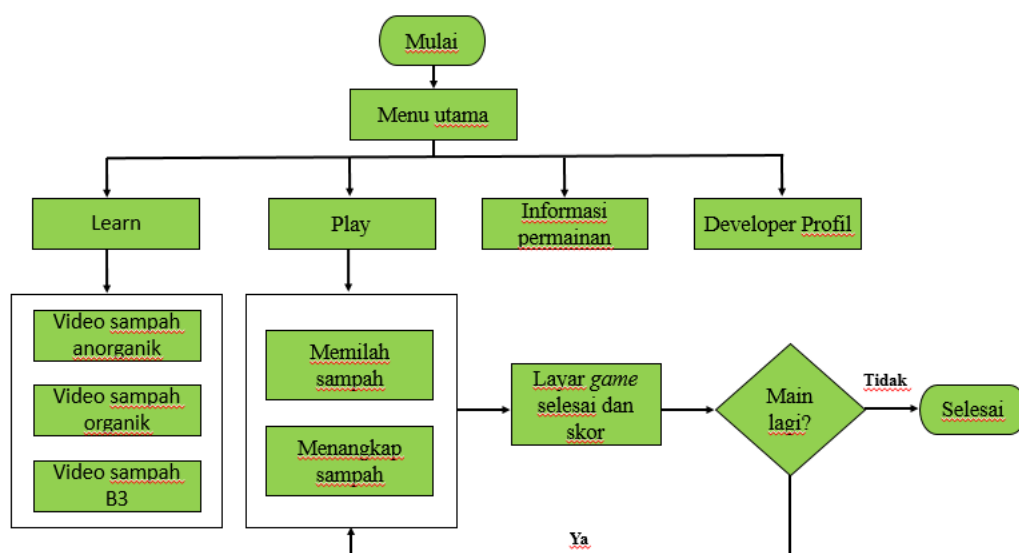 Mulai
Menu utama
Learn
Play
Informasi
permainan
Developer Profil
Video sampah
anorganik
Video sampah
organik
Video sampah
B3
Memilah
sampah
Menangkap
sampah
Layar game
selesai dan
skor
Main
lagi?
Tidak
Selesai
Ya